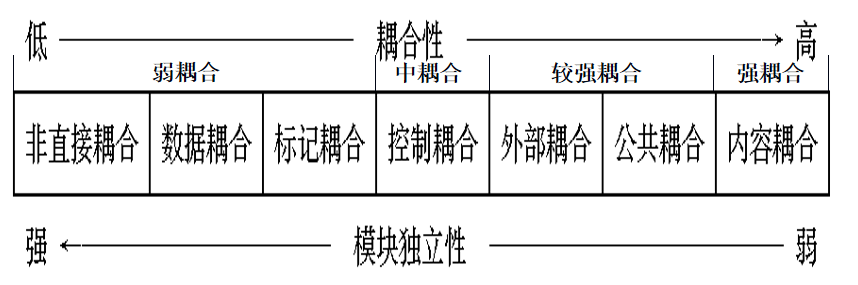 低 耦合性 高
弱耦合 中耦合 较强耦合 强耦合
非直接耦合 数据耦合 标记耦合 控制耦合 外部耦合 公共耦合 内容耦合
强 模块独立性 弱